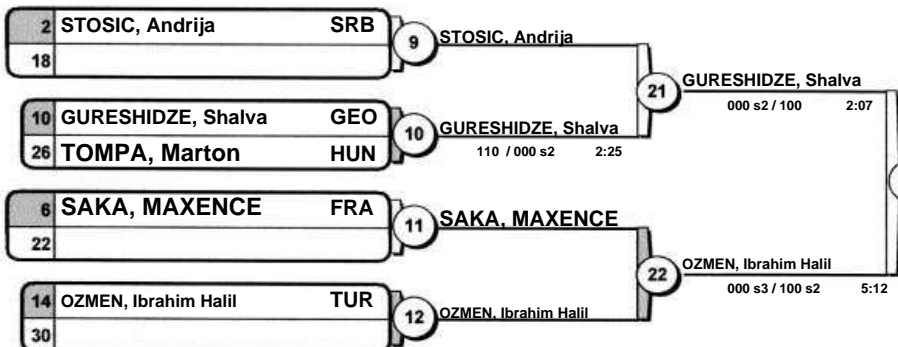 2 STOSIC, Andrija SRB
18
9
STOSIC, Andrija
10 GURESHIDZE, Shalva GEO
26 TOMPA, Marton HUN
10
GURESHIDZE, Shalva
110 / 000 s2 2:25
21
GURESHIDZE, Shalva
000 s2 / 100 2:07
6 SAKA, MAXENCE FRA
22
11
SAKA, MAXENCE
14 OZMEN, Ibrahim Halil TUR
30
12
OZMEN, Ibrahim Halil
22
OZMEN, Ibrahim Halil
000 s3 / 100 s2 5:12